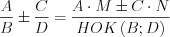 A/B ± C/D = (A · M ± C · N)/(HOK (B; D))